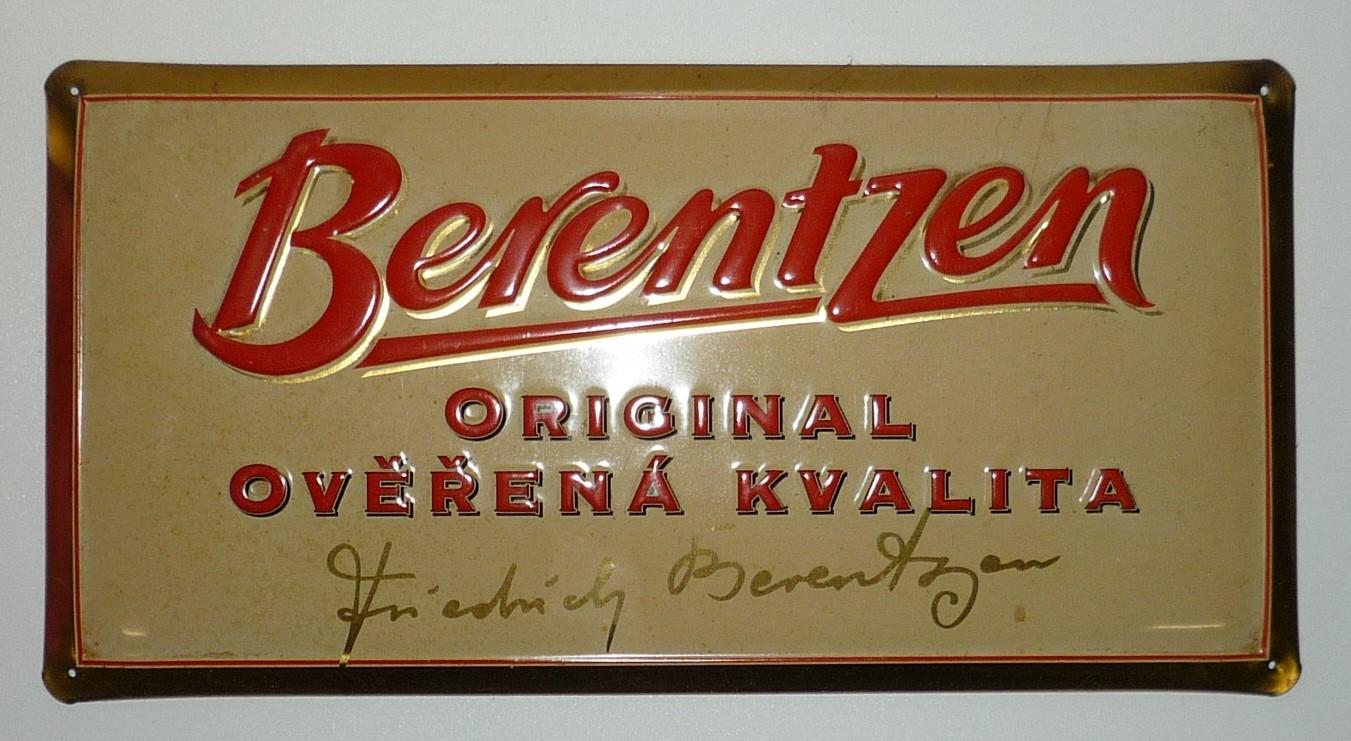 Berentzen
ORIGINAL
OVĚŘENÁ KVALITA
Friedrich Berentzen